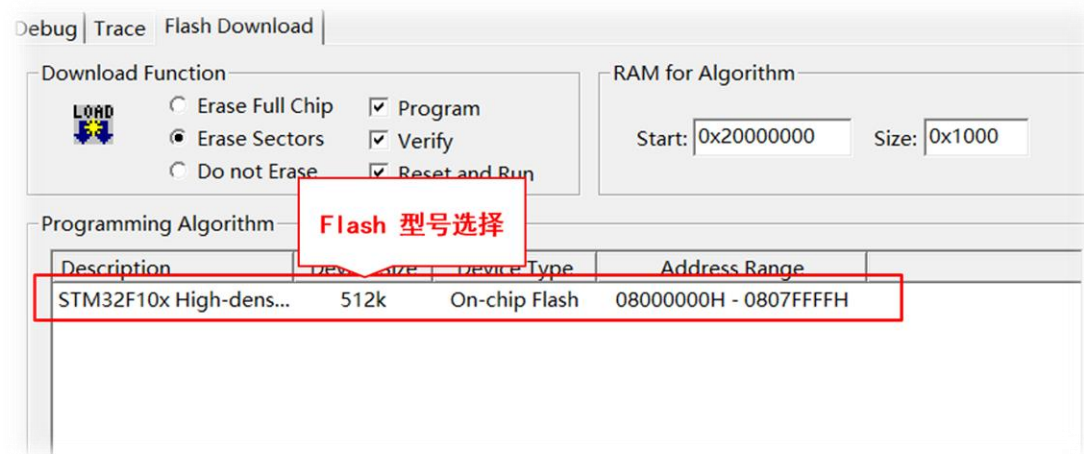 Debug Trace Flash Download
Download Function
LOAD
Erase Full Chip
Erase Sectors
Do not Erase
Program
Verify
Reset and Run
RAM for Algorithm
Start: 0x20000000 Size: 0x1000
Programming Algorithm
Flash 型号选择
Description Device Size Device Type Address Range
STM32F10x High-dens... 512k On-chip Flash 08000000H - 0807FFFFH